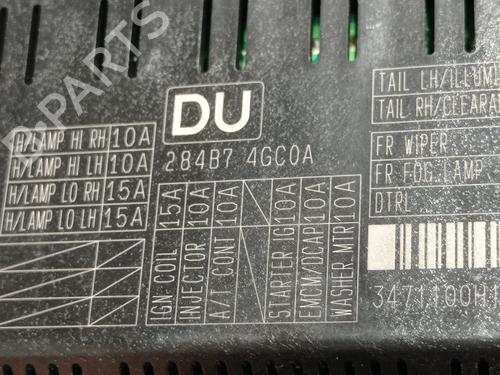 B-PARTS
DU
284B7 4GC0A
H/LAMP HI RH 10A
H/LAMP HI LH 10A
H/LAMP LO RH 15A
H/LAMP LO LH 15A
IGN COIL 15A
INJECTOR 10A
A/T CONT 10A
STARTER IG 10A
EMCM/DCAP 10A
WASHER MTR 10A
TAIL LH/ILLUM
TAIL RH/CLEAR
FR WIPER
FR FOG LAMP
DTRL
3471100H